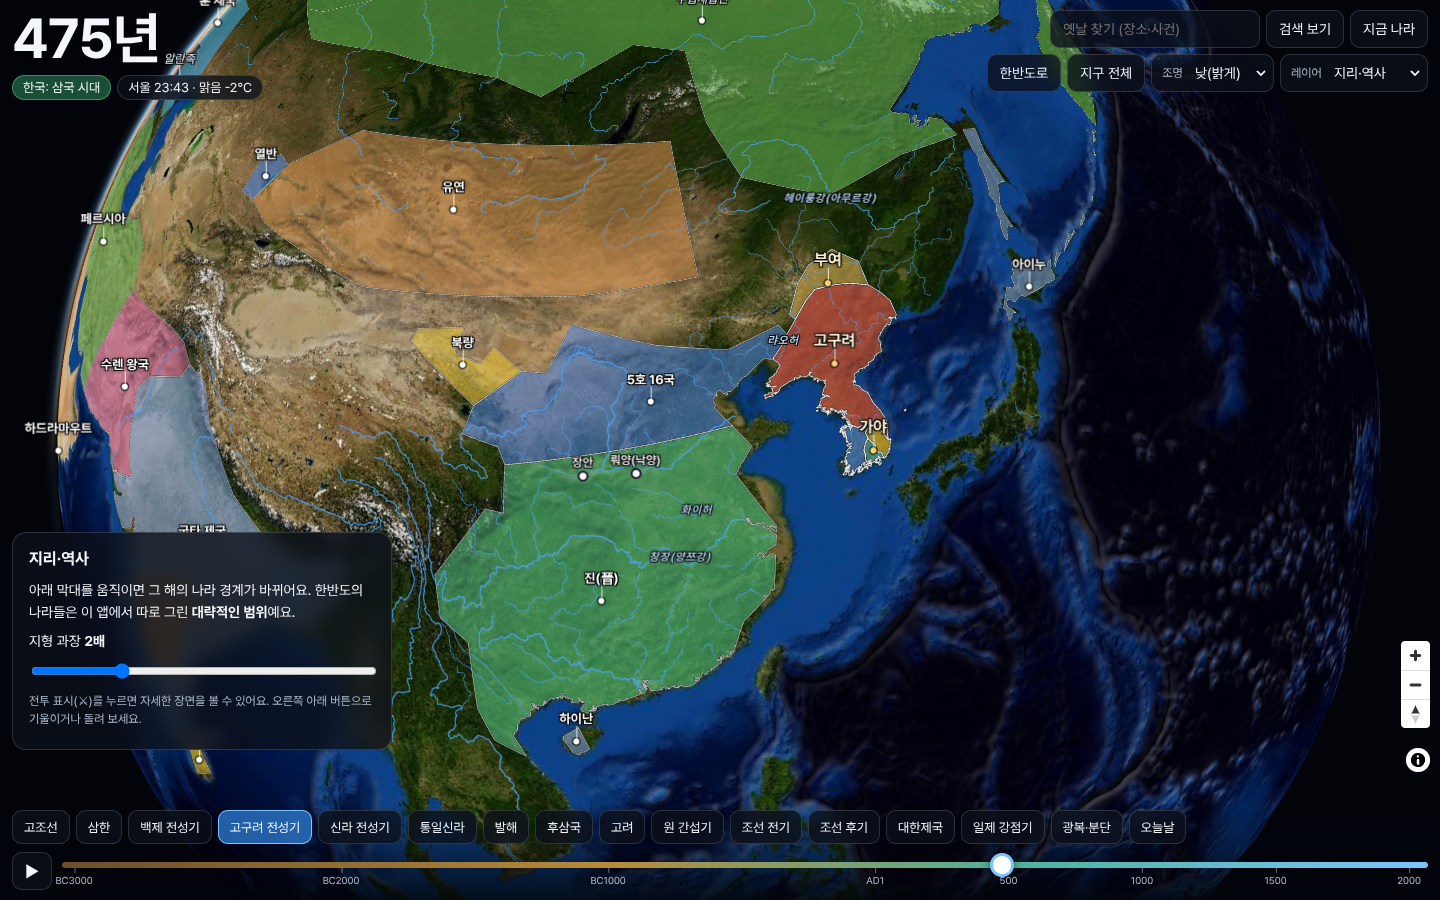 475년
알란족
한국: 삼국 시대
서울 23:43 · 맑음 -2°C
옛날 찾기 (장소·사건)
검색 보기
지금 나라
한반도로
지구 전체
조명 낮(밝게)
레이어 지리·역사
열반
유연
헤이룽강(아무르강)
페르시아
부여
아이누
고구려
랴오허
북량
수렌 왕국
5호 16국
하드라마우트
가야
장안
뤄양(낙양)
화이허
창장(양쯔강)
진(晉)
굽타 제국
하이난
지리·역사
아래 막대를 움직이면 그 해의 나라 경계가 바뀌어요. 한반도의
나라들은 이 앱에서 따로 그린 대략적인 범위예요.
지형 과장 2배
전투 표시(⚔)를 누르면 자세한 장면을 볼 수 있어요. 오른쪽 아래 버튼으로
기울이거나 돌려 보세요.
고조선
삼한
백제 전성기
고구려 전성기
신라 전성기
통일신라
발해
후삼국
고려
원 간섭기
조선 전기
조선 후기
대한제국
일제 강점기
광복·분단
오늘날
BC3000
BC2000
BC1000
AD1
500
1000
1500
2000